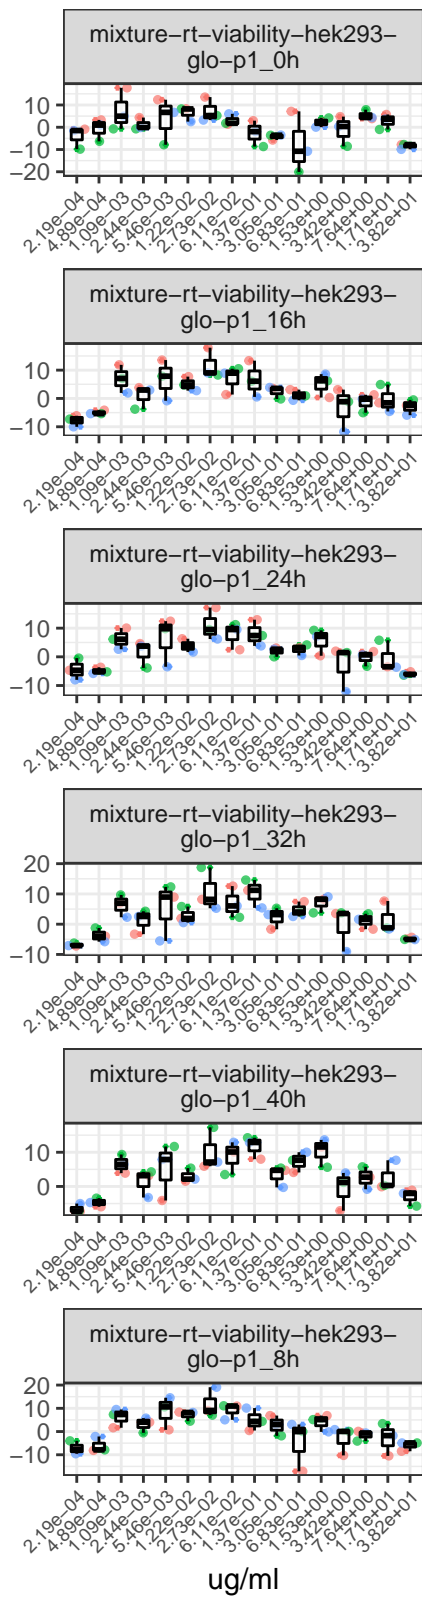 mixture−rt−viability−hek293−
glo−p1_0h
10
0
−10
−20
2.19e−04
4.89e−04
1.09e−03
2.44e−03
5.46e−03
1.22e−02
2.73e−02
6.11e−02
1.37e−01
3.05e−01
6.83e−01
1.53e+00
3.42e+00
7.64e+00
1.71e+01
3.82e+01
mixture−rt−viability−hek293−
glo−p1_16h
10
0
−10
2.19e−04
4.89e−04
1.09e−03
2.44e−03
5.46e−03
1.22e−02
2.73e−02
6.11e−02
1.37e−01
3.05e−01
6.83e−01
1.53e+00
3.42e+00
7.64e+00
1.71e+01
3.82e+01
mixture−rt−viability−hek293−
glo−p1_24h
10
0
−10
2.19e−04
4.89e−04
1.09e−03
2.44e−03
5.46e−03
1.22e−02
2.73e−02
6.11e−02
1.37e−01
3.05e−01
6.83e−01
1.53e+00
3.42e+00
7.64e+00
1.71e+01
3.82e+01
mixture−rt−viability−hek293−
glo−p1_32h
20
10
0
−10
2.19e−04
4.89e−04
1.09e−03
2.44e−03
5.46e−03
1.22e−02
2.73e−02
6.11e−02
1.37e−01
3.05e−01
6.83e−01
1.53e+00
3.42e+00
7.64e+00
1.71e+01
3.82e+01
mixture−rt−viability−hek293−
glo−p1_40h
10
0
2.19e−04
4.89e−04
1.09e−03
2.44e−03
5.46e−03
1.22e−02
2.73e−02
6.11e−02
1.37e−01
3.05e−01
6.83e−01
1.53e+00
3.42e+00
7.64e+00
1.71e+01
3.82e+01
mixture−rt−viability−hek293−
glo−p1_8h
20
10
0
−10
2.19e−04
4.89e−04
1.09e−03
2.44e−03
5.46e−03
1.22e−02
2.73e−02
6.11e−02
1.37e−01
3.05e−01
6.83e−01
1.53e+00
3.42e+00
7.64e+00
1.71e+01
3.82e+01
ug/ml